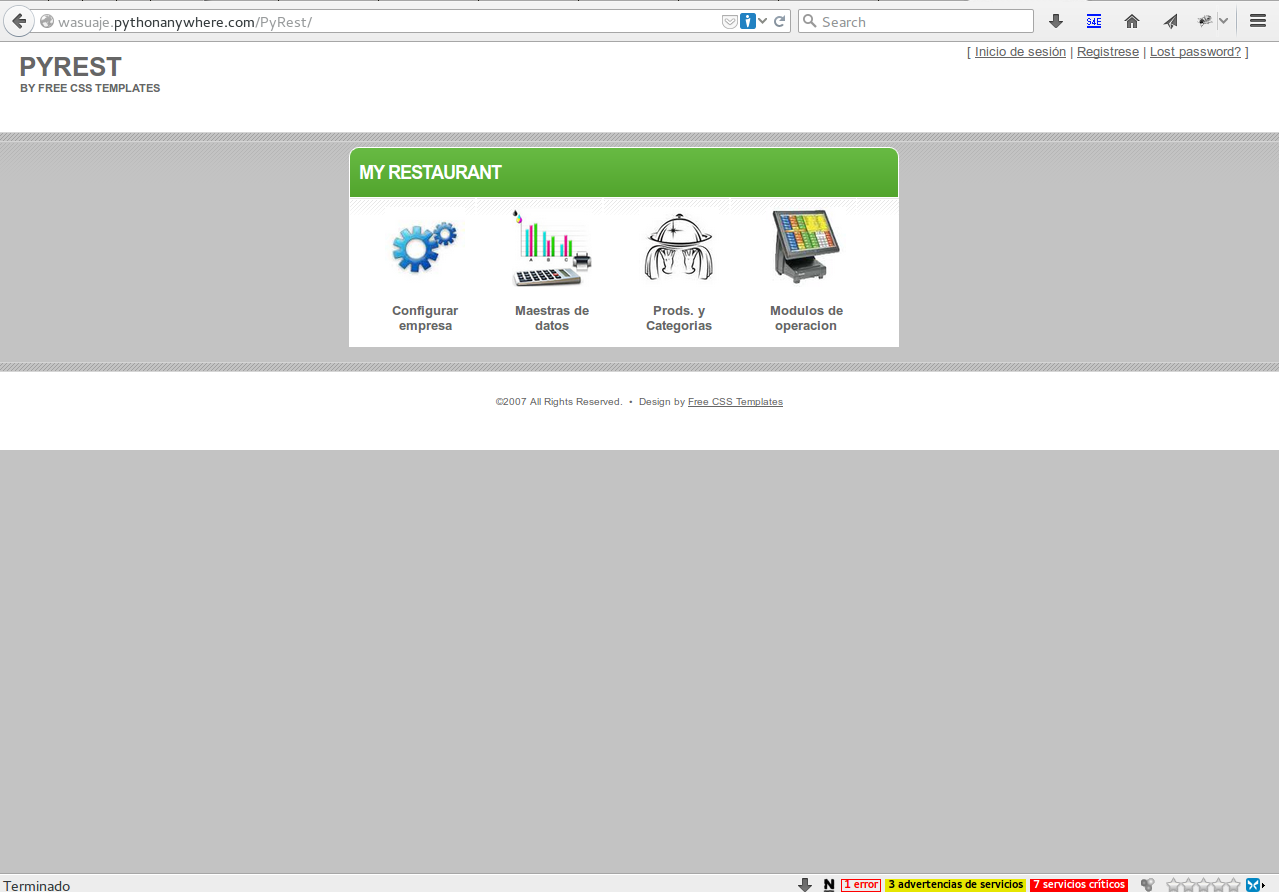 wasuaje.pythonanywhere.com/PyRest/
Search
S4E
PYREST
BY FREE CSS TEMPLATES
[ Inicio de sesión | Registrese | Lost password? ]
MY RESTAURANT
A B C
Configurar
empresa
Maestras de
datos
Prods. y
Categorias
Modulos de
operacion
©2007 All Rights Reserved. • Design by Free CSS Templates
Terminado
N
1 error
3 advertencias de servicios
7 servicios críticos